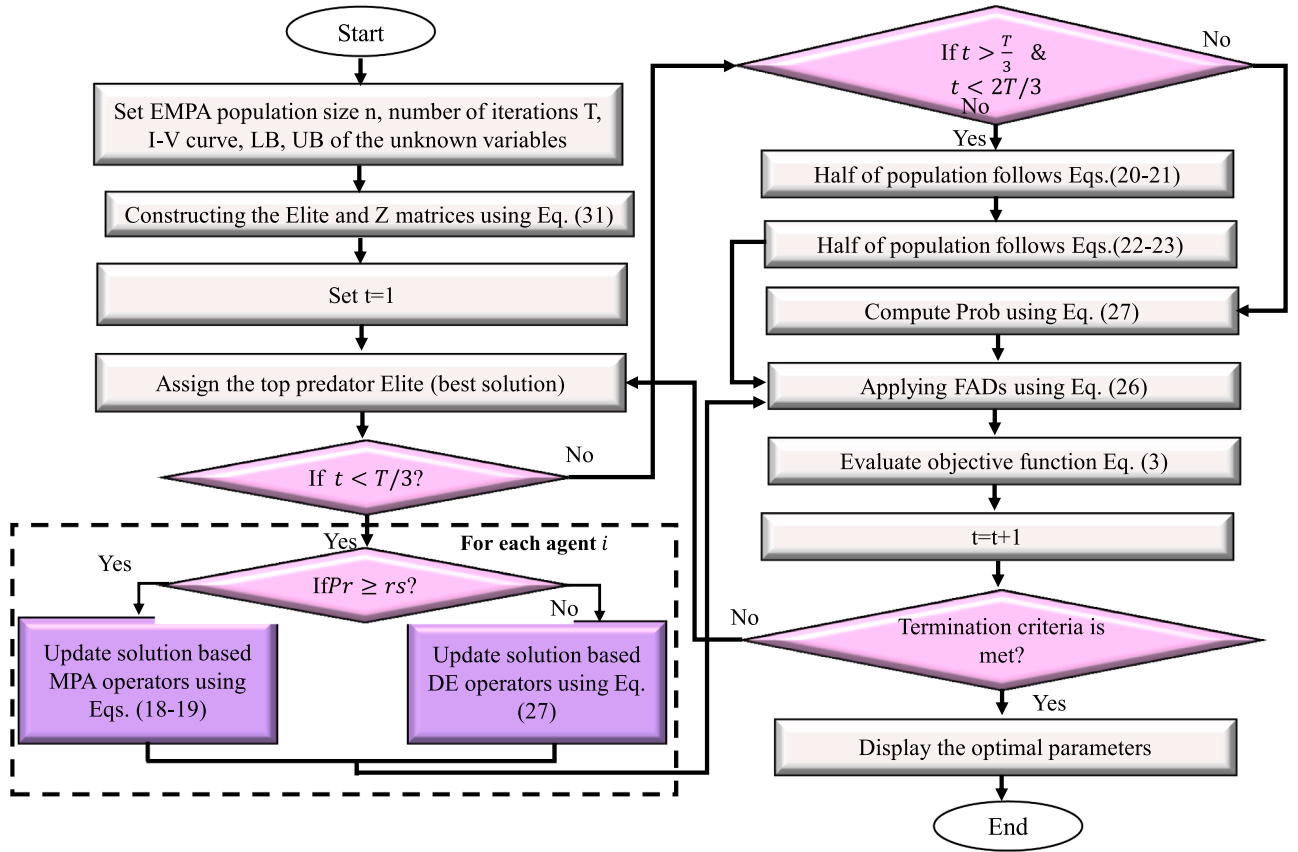 Start
Set EMPA population size n, number of iterations T,
I-V curve, LB, UB of the unknown variables
Constructing the Elite and Z matrices using Eq. (31)
Set t=1
Assign the top predator Elite (best solution)
If t < T/3?
No
Yes
For each agent i
Yes
IfPr ≥ rs?
No
Update solution based
MPA operators using
Eqs. (18-19)
Update solution based
DE operators using Eq.
(27)
If t > T/3 &
t < 2T/3
No
No
Yes
Half of population follows Eqs.(20-21)
Half of population follows Eqs.(22-23)
Compute Prob using Eq. (27)
Applying FADs using Eq. (26)
Evaluate objective function Eq. (3)
t=t+1
No
Termination criteria is
met?
Yes
Display the optimal parameters
End